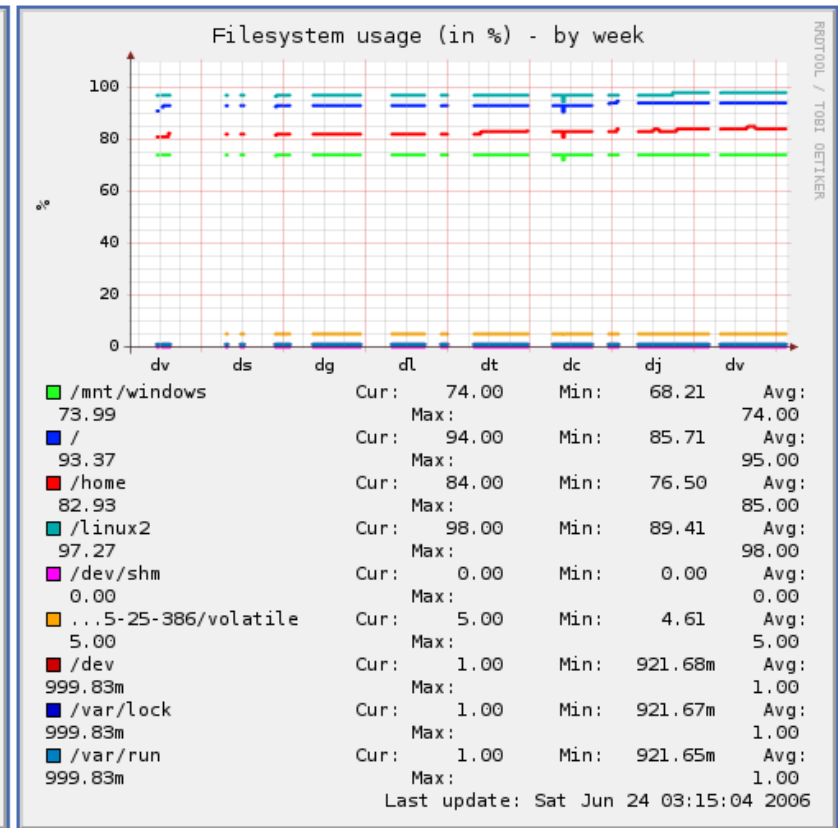 Filesystem usage (in %) - by week
RRDTOOL / TOBI OETIKER
100
80
60
40
20
0
%
dv ds dg dl dt dc dj dv
/mnt/windows Cur: 74.00 Min: 68.21 Avg:
73.99 Max: 74.00
/ Cur: 94.00 Min: 85.71 Avg:
93.37 Max: 95.00
/home Cur: 84.00 Min: 76.50 Avg:
82.93 Max: 85.00
/linux2 Cur: 98.00 Min: 89.41 Avg:
97.27 Max: 98.00
/dev/shm Cur: 0.00 Min: 0.00 Avg:
0.00 Max: 0.00
...5-25-386/volatile Cur: 5.00 Min: 4.61 Avg:
5.00 Max: 5.00
/dev Cur: 1.00 Min: 921.68m Avg:
999.83m Max: 1.00
/var/lock Cur: 1.00 Min: 921.67m Avg:
999.83m Max: 1.00
/var/run Cur: 1.00 Min: 921.65m Avg:
999.83m Max: 1.00
Last update: Sat Jun 24 03:15:04 2006